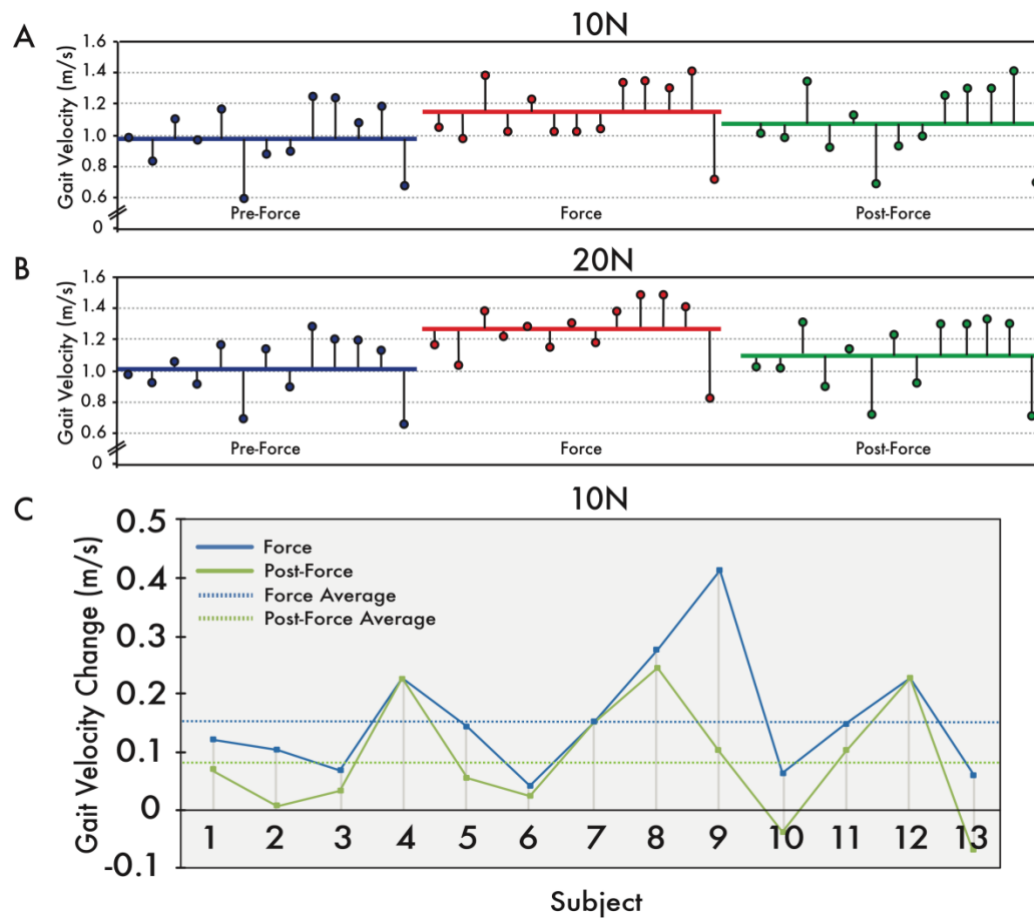 A
10N
Gait Velocity (m/s)
1.6
1.4
1.2
1.0
0.8
0.6
0
Pre-Force
Force
Post-Force
B
20N
Gait Velocity (m/s)
1.6
1.4
1.2
1.0
0.8
0.6
0
Pre-Force
Force
Post-Force
C
10N
Gait Velocity Change (m/s)
0.5
0.4
0.3
0.2
0.1
0
-0.1
Force
Post-Force
Force Average
Post-Force Average
1 2 3 4 5 6 7 8 9 10 11 12 13
Subject